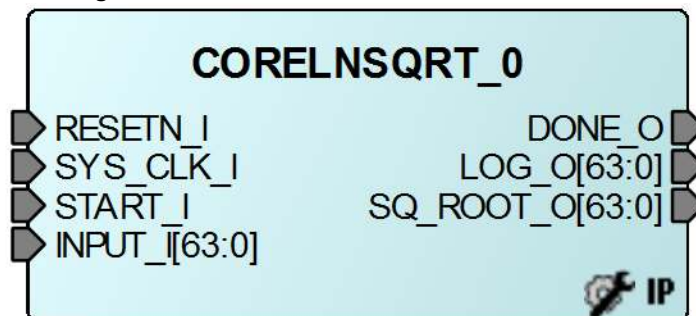 CORELNSQRT_0
RESETN_I DONE_O
SYS_CLK_I LOG_O[63:0]
START_I SQ_ROOT_O[63:0]
INPUT_I[63:0]
IP